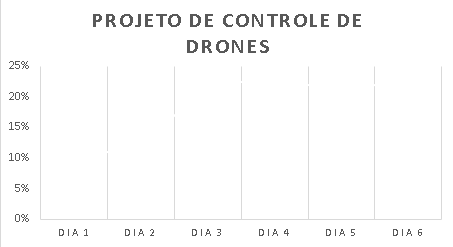 PROJETO DE CONTROLE DE
DRONES
25%
20%
15%
10%
5%
0%
DIA 1 DIA 2 DIA 3 DIA 4 DIA 5 DIA 6